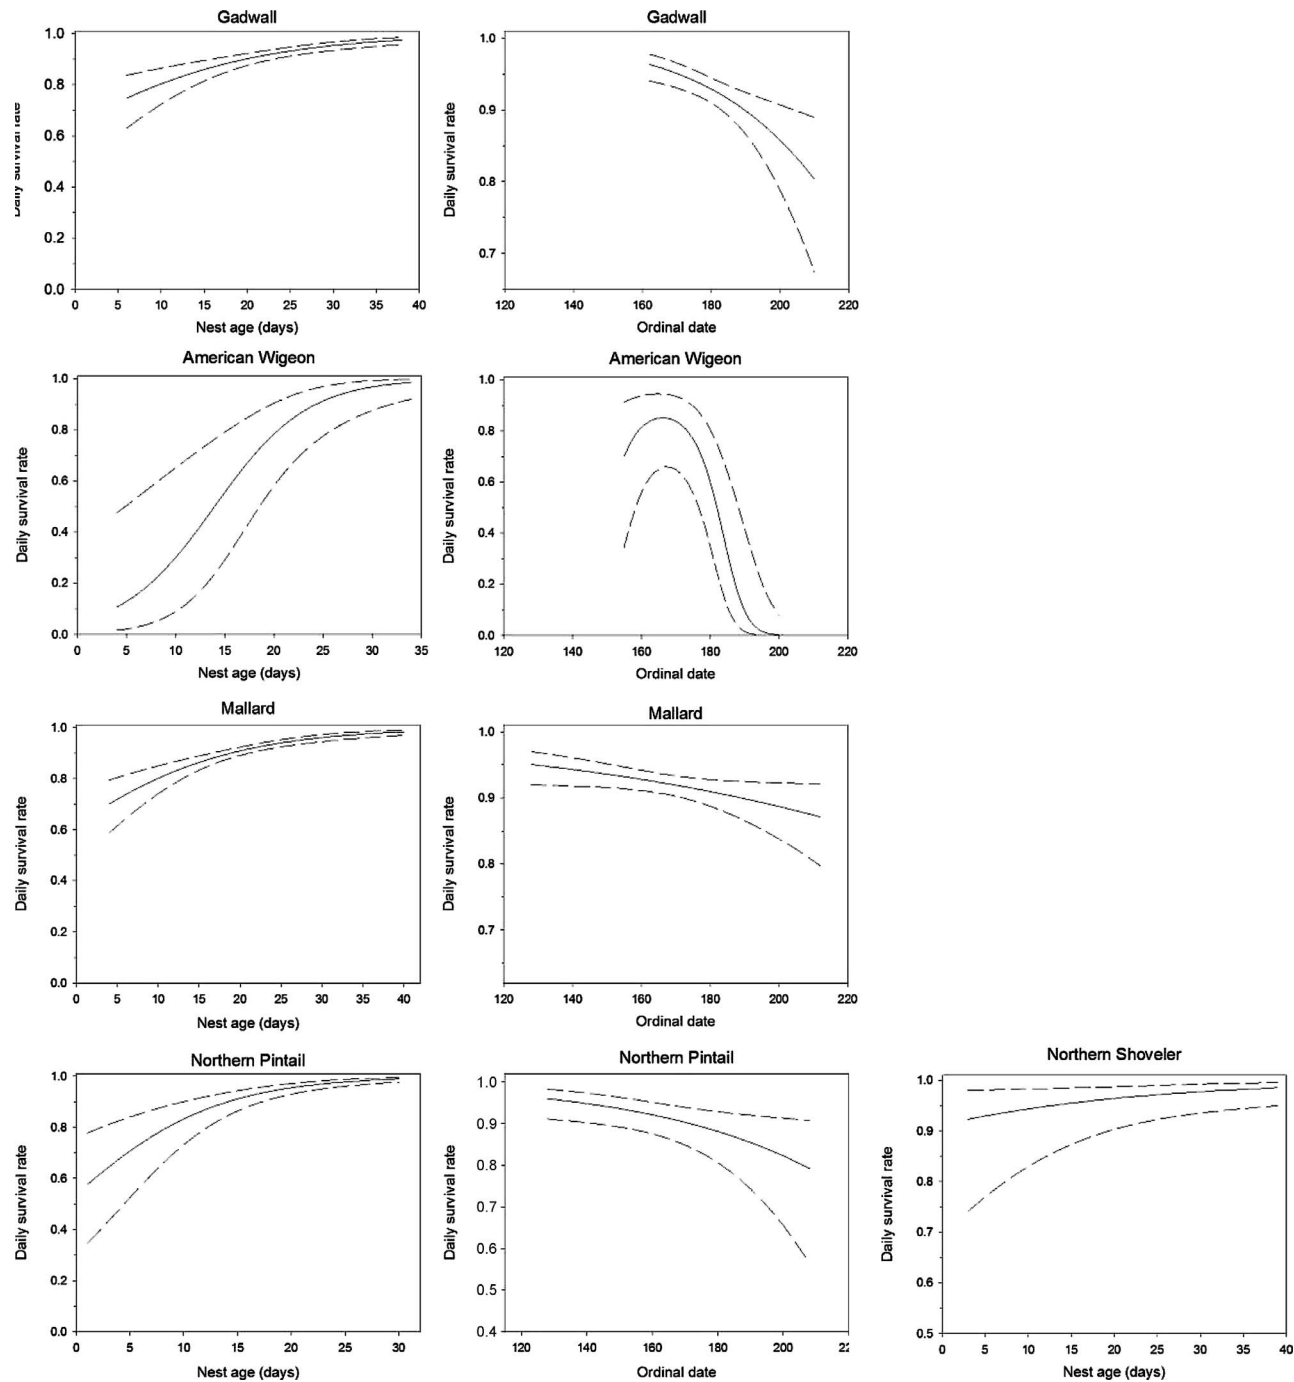 Gadwall
1.0
0.8
0.6
0.4
0.2
0.0
Daily survival rate
0 5 10 15 20 25 30 35 40
Nest age (days)
Gadwall
1.0
0.9
0.8
0.7
Daily survival rate
120 140 160 180 200 220
Ordinal date
American Wigeon
1.0
0.8
0.6
0.4
0.2
0.0
Daily survival rate
0 5 10 15 20 25 30 35
Nest age (days)
American Wigeon
1.0
0.8
0.6
0.4
0.2
0.0
Daily survival rate
120 140 160 180 200 220
Ordinal date
Mallard
1.0
0.8
0.6
0.4
0.2
0.0
Daily survival rate
0 5 10 15 20 25 30 35 40
Nest age (days)
Mallard
1.0
0.9
0.8
0.7
Daily survival rate
120 140 160 180 200 220
Ordinal date
Northern Pintail
1.0
0.8
0.6
0.4
0.2
0.0
Daily survival rate
0 5 10 15 20 25 30
Nest age (days)
Northern Pintail
1.0
0.9
0.8
0.7
0.6
0.5
0.4
Daily survival rate
120 140 160 180 200 22
Ordinal date
Northern Shoveler
1.0
0.9
0.8
0.7
0.6
0.5
Daily survival rate
0 5 10 15 20 25 30 35 40
Nest age (days)